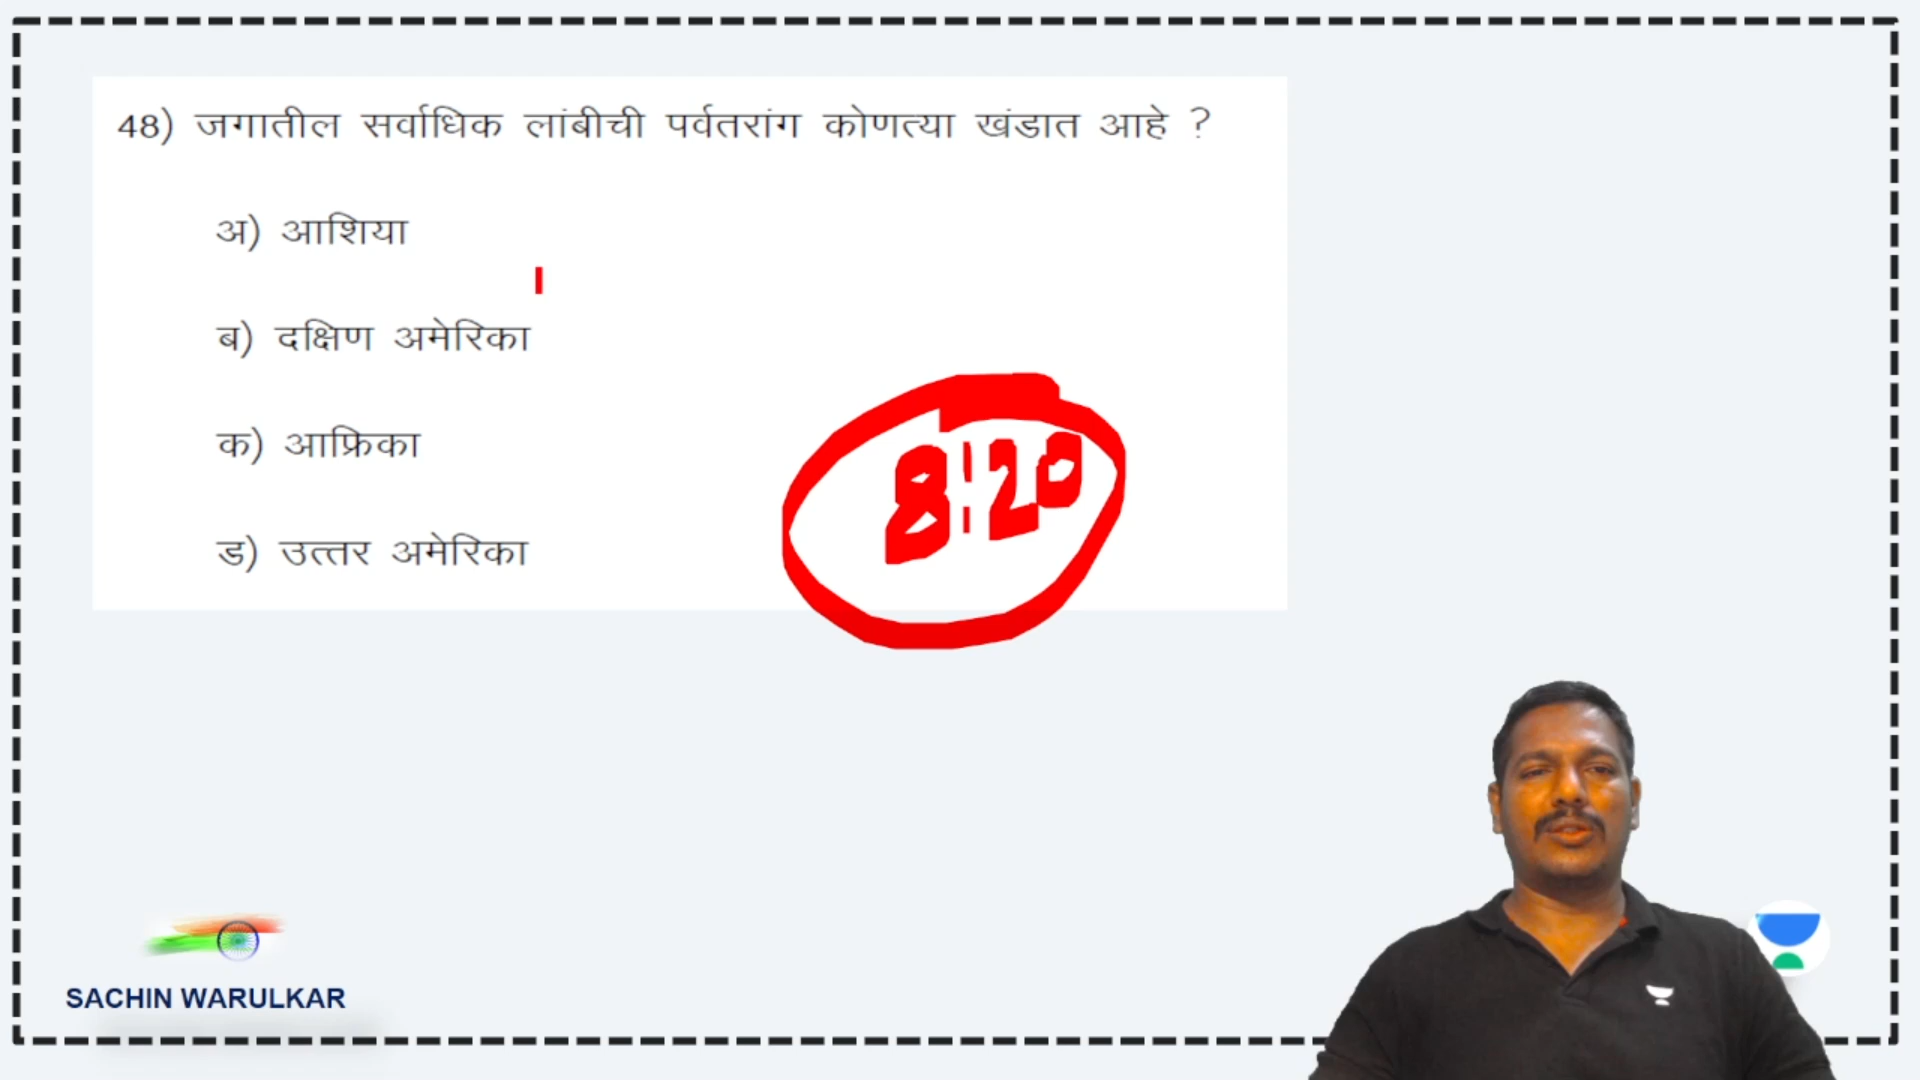 48) जगातील सर्वाधिक लांबीची पर्वतरांग कोणत्या खंडात आहे ?
अ) आशिया
ब) दक्षिण अमेरिका
क) आफ्रिका
ड) उत्तर अमेरिका
8:20
SACHIN WARULKAR